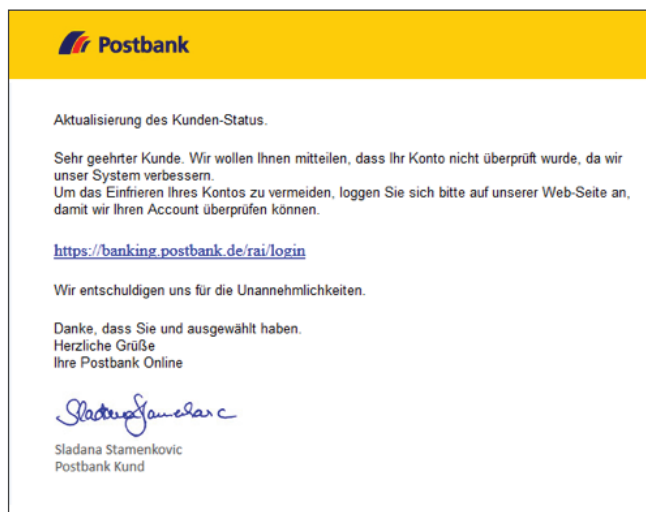 Postbank
Aktualisierung des Kunden-Status.
Sehr geehrter Kunde. Wir wollen Ihnen mitteilen, dass Ihr Konto nicht überprüft wurde, da wir
unser System verbessern.
Um das Einfrieren Ihres Kontos zu vermeiden, loggen Sie sich bitte auf unserer Web-Seite an,
damit wir Ihren Account überprüfen können.
https://banking.postbank.de/rai/login
Wir entschuldigen uns für die Unannehmlichkeiten.
Danke, dass Sie und ausgewählt haben.
Herzliche Grüße
Ihre Postbank Online
Sladana Stamenkovic
Postbank Kund